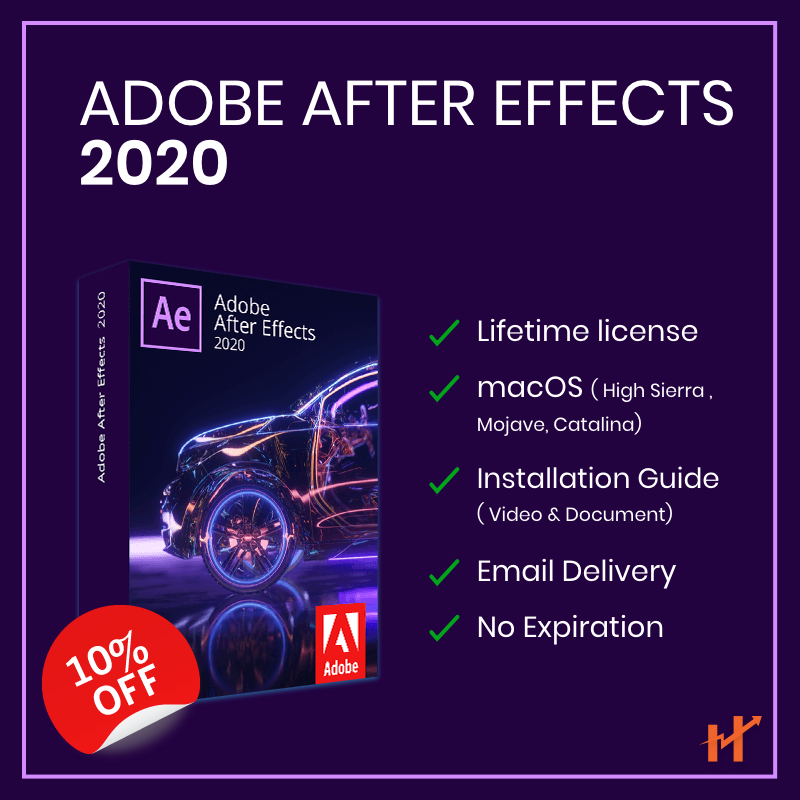 ADOBE AFTER EFFECTS
2020
Adobe After Effects 2020
Ae
Adobe
After Effects
2020
Adobe
10%
OFF
Lifetime license
macOS ( High Sierra ,
Mojave, Catalina)
Installation Guide
( Video & Document)
Email Delivery
No Expiration